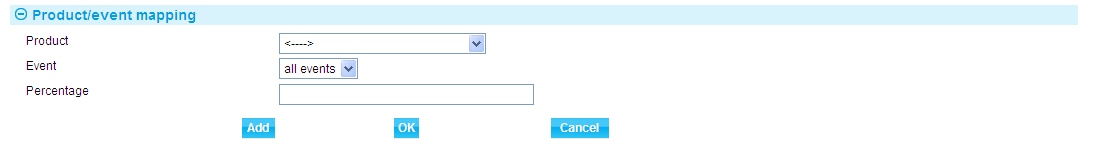 Product/event mapping
Product <---->
Event all events
Percentage
Add OK Cancel